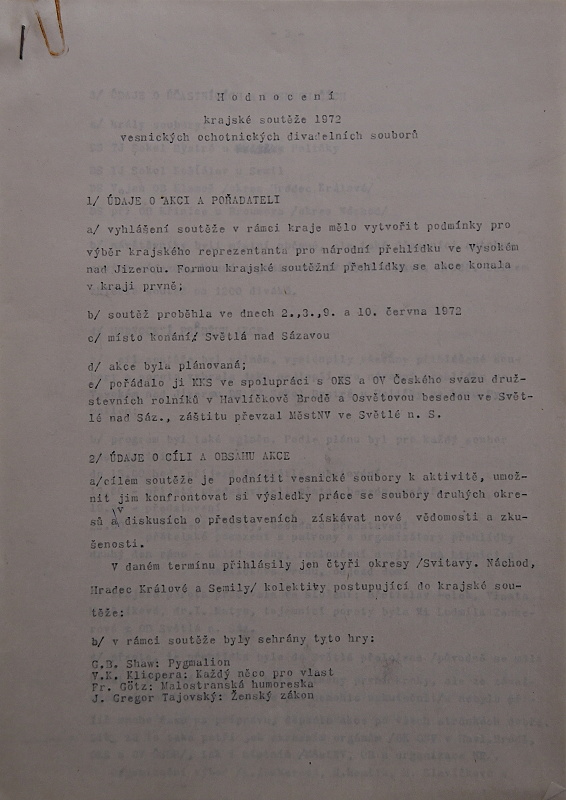 H o d n o c e n í
krajské soutěže 1972
vesnických ochotnických divadelních souborů
1/ ÚDAJE O AKCI A POŘADATELI
a/ vyhlášení soutěže v rámci kraje mělo vytvořit podmínky pro
výběr krajského reprezentanta pro národní přehlídku ve Vysokém
nad Jizerou. Formou krajské soutěžní přehlídky se akce konala
v kraji prvně;
b/ soutěž proběhla ve dnech 2.,3.,9. a 10. června 1972
c/ místo konání: Světlá nad Sázavou
d/ akce byla plánovaná;
e/ pořádalo ji KKS ve spolupráci s OKS a OV Českého svazu druž-
stevních rolníků v Havlíčkově Brodě a Osvětovou besedou ve Svět-
lé nad Sáz., záštitu převzal MěstNV ve Světlé n. S.
2/ ÚDAJE O CÍLI A OBSAHU AKCE
a/cílem soutěže je podnítit vesnické soubory k aktivitě, umož-
nit jim konfrontovat si výsledky práce se soubory druhých okre-
sů a v diskusích o představeních získávat nové vědomosti a zku-
šenosti.
V daném termínu přihlásily jen čtyři okresy /Svitavy. Náchod,
Hradec Králové a Semily/ kolektivy postupující do krajské sou-
těže:
b/ v rámci soutěže byly sehrány tyto hry:
G.B. Shaw: Pygmalion
V.K. Klicpera: Každý něco pro vlast
Fr. Götz: Malostranská humoreska
J. Gregor Tajovský: Ženský zákon